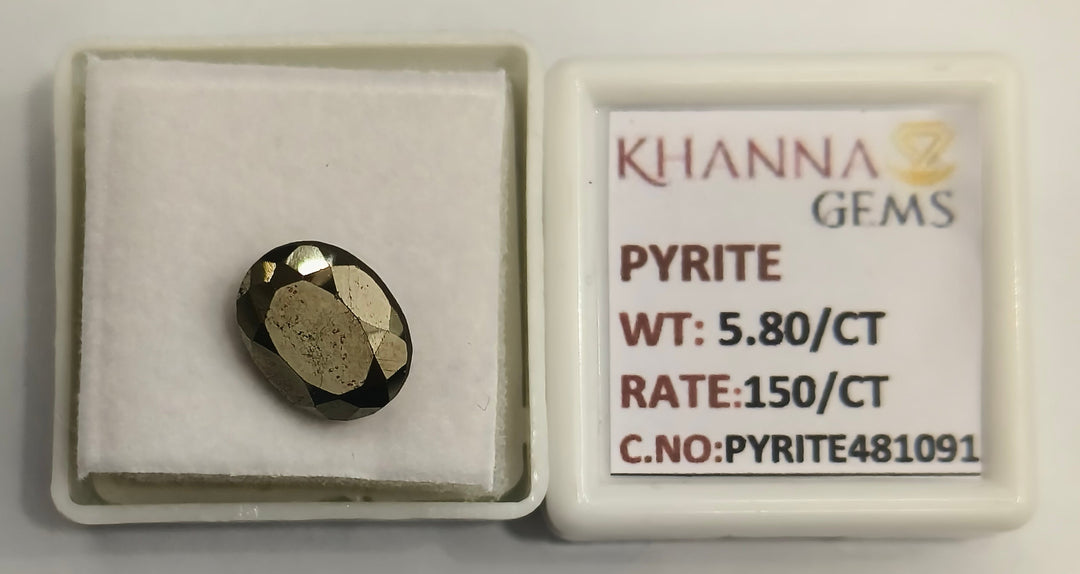 KHANNA
GEMS
PYRITE
WT: 5.80/CT
RATE:150/CT
C.NO:PYRITE481091